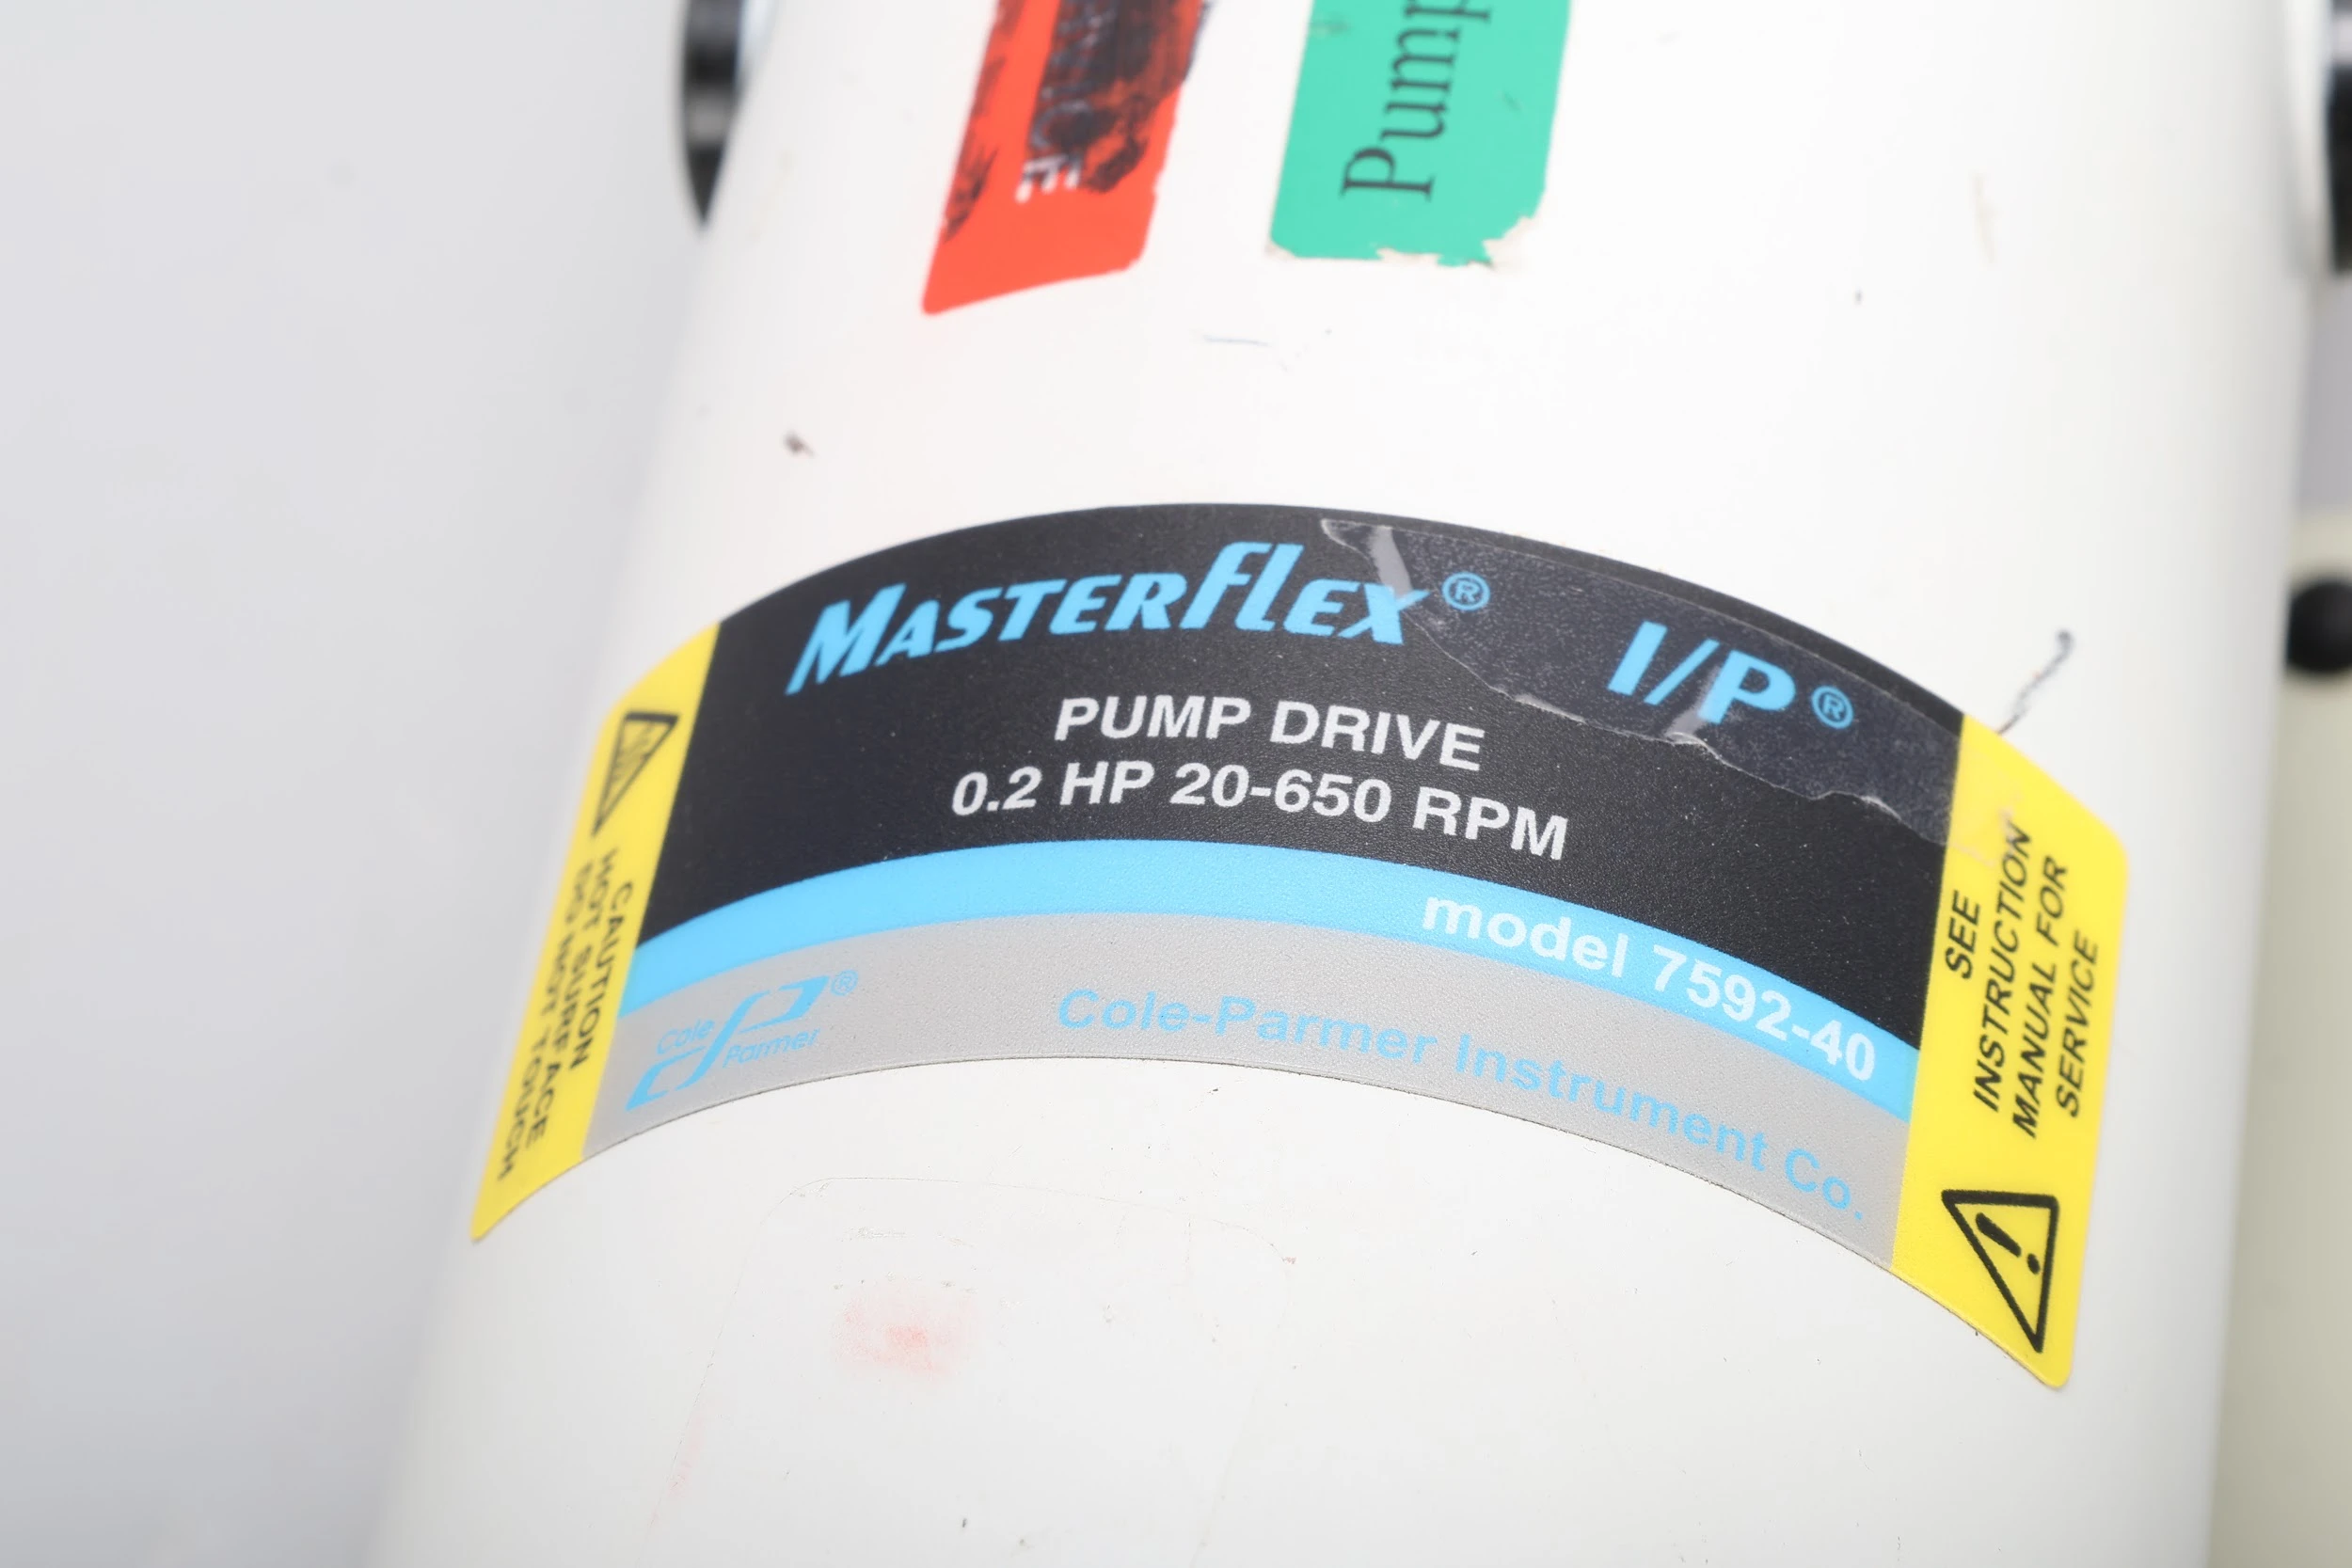 Pump
MASTERFLEX® I/P®
PUMP DRIVE
0.2 HP 20-650 RPM
model 7592-40
Cole
Parmer
®
Cole-Parmer Instrument Co.
CAUTION
HOT SURFACE
DO NOT TOUCH
SEE
INSTRUCTION
MANUAL FOR
SERVICE